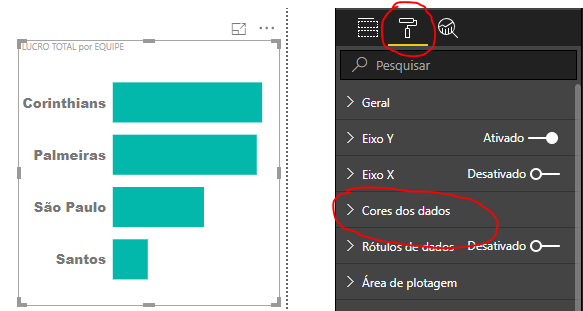 LUCRO TOTAL por EQUIPE
Corinthians
Palmeiras
São Paulo
Santos
Pesquisar
Geral
Eixo Y Ativado
Eixo X Desativado
Cores dos dados
Rótulos de dados Desativado
Área de plotagem